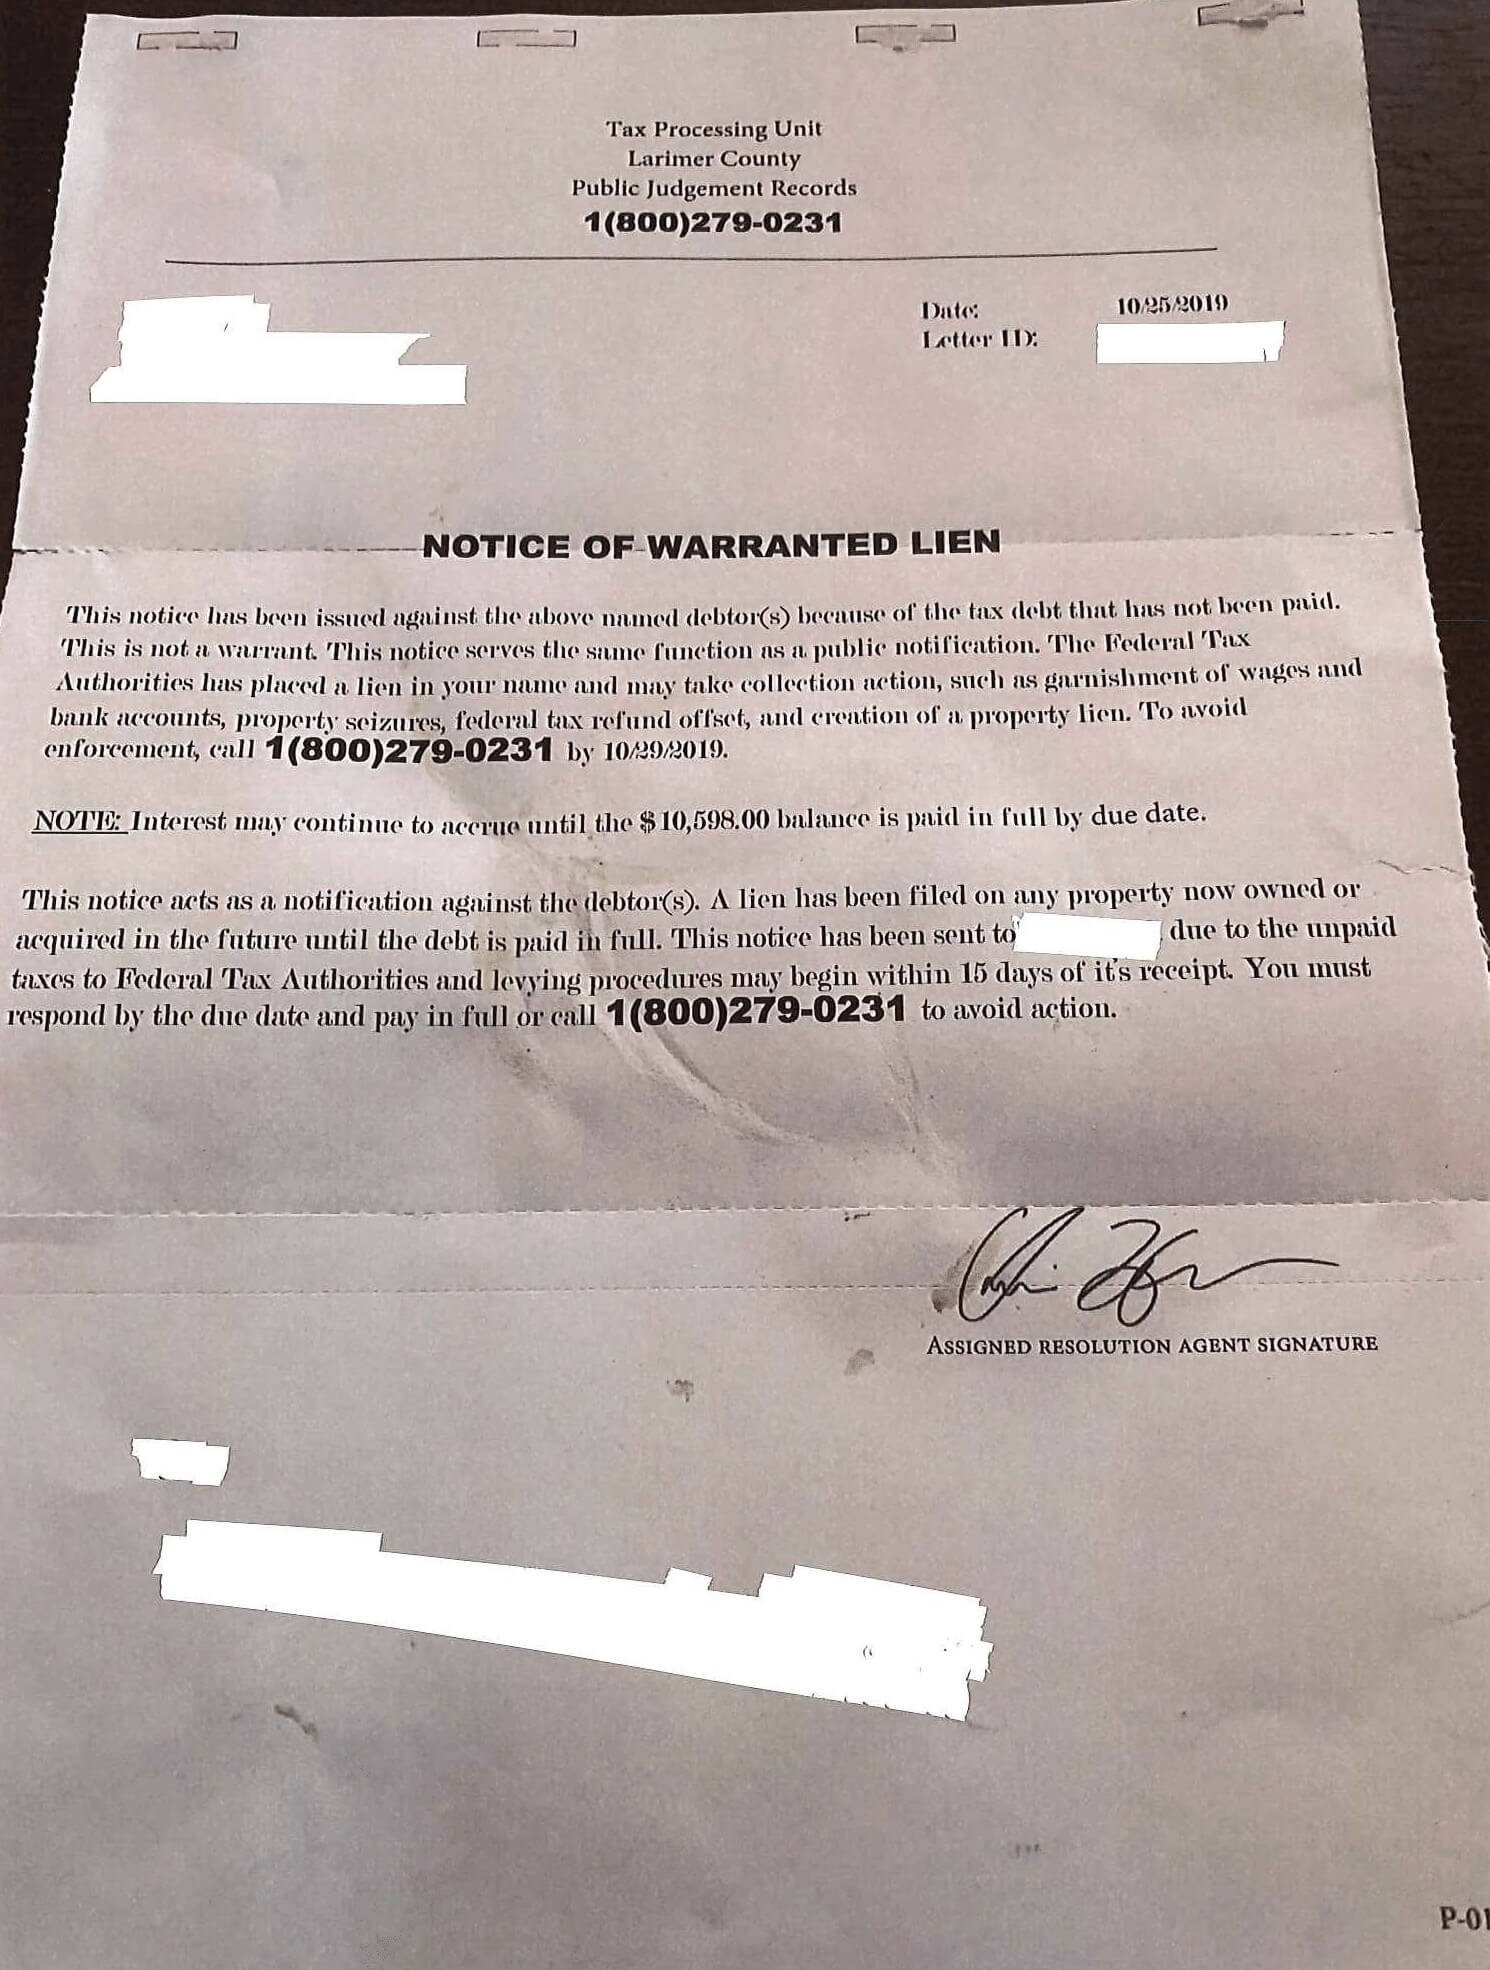 Tax Processing Unit
Larimer County
Public Judgement Records
1(800)279-0231
Date: 10/25/2019
Letter ID:
NOTICE OF WARRANTED LIEN
This notice has been issued against the above named debtor(s) because of the tax debt that has not been paid.
This is not a warrant. This notice serves the same function as a public notification. The Federal Tax
Authorities has placed a lien in your name and may take collection action, such as garnishment of wages and
bank accounts, property seizures, federal tax refund offset, and creation of a property lien. To avoid
enforcement, call 1(800)279-0231 by 10/29/2019.
NOTE: Interest may continue to accrue until the $10,598.00 balance is paid in full by due date.
This notice acts as a notification against the debtor(s). A lien has been filed on any property now owned or
acquired in the future until the debt is paid in full. This notice has been sent to due to the unpaid
taxes to Federal Tax Authorities and levying procedures may begin within 15 days of it's receipt. You must
respond by the due date and pay in full or call 1(800)279-0231 to avoid action.
ASSIGNED RESOLUTION AGENT SIGNATURE
P-01